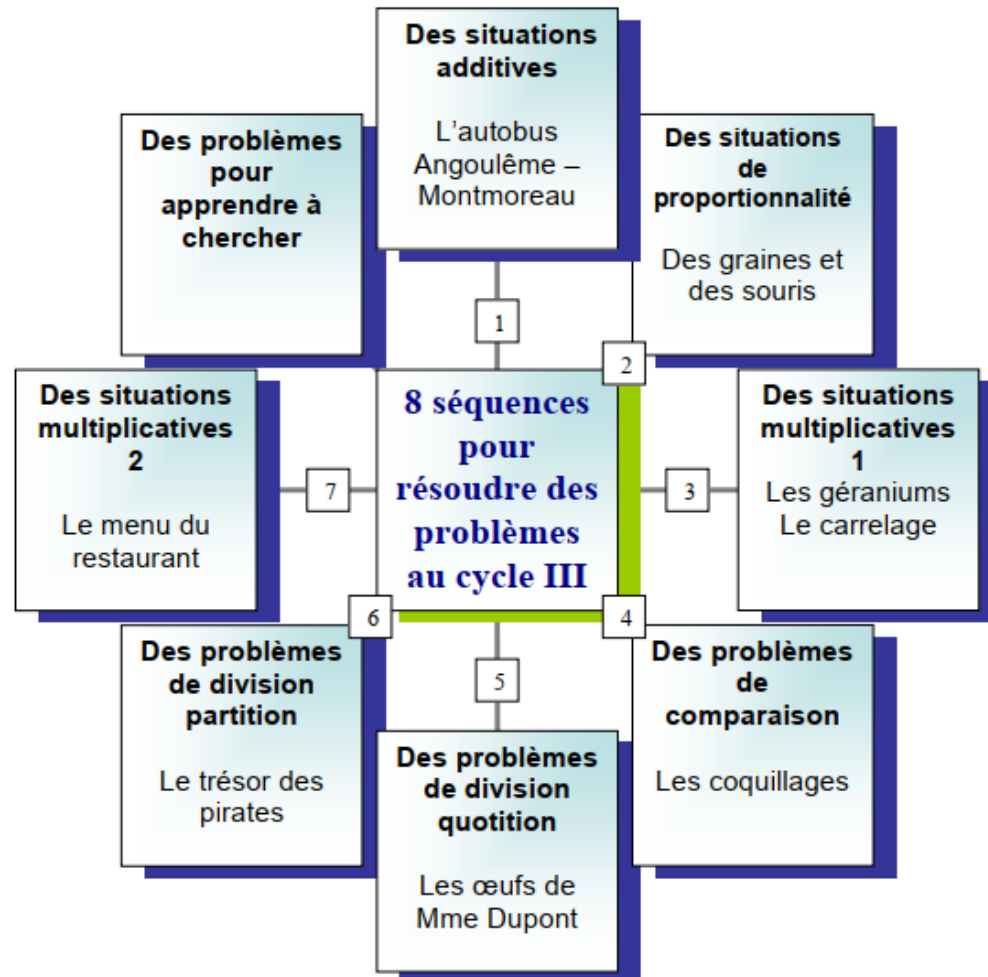 Des situations
additives
L'autobus
Angoulême –
Montmoreau
Des problèmes
pour
apprendre à
chercher
Des situations
de
proportionnalité
Des graines et
des souris
1
2
Des situations
multiplicatives
2
Le menu du
restaurant
7
8 séquences
pour
résoudre des
problèmes
au cycle III
3
Des situations
multiplicatives
1
Les géraniums
Le carrelage
6
4
Des problèmes
de division
partition
Le trésor des
pirates
5
Des problèmes
de division
quotition
Les œufs de
Mme Dupont
Des problèmes
de
comparaison
Les coquillages